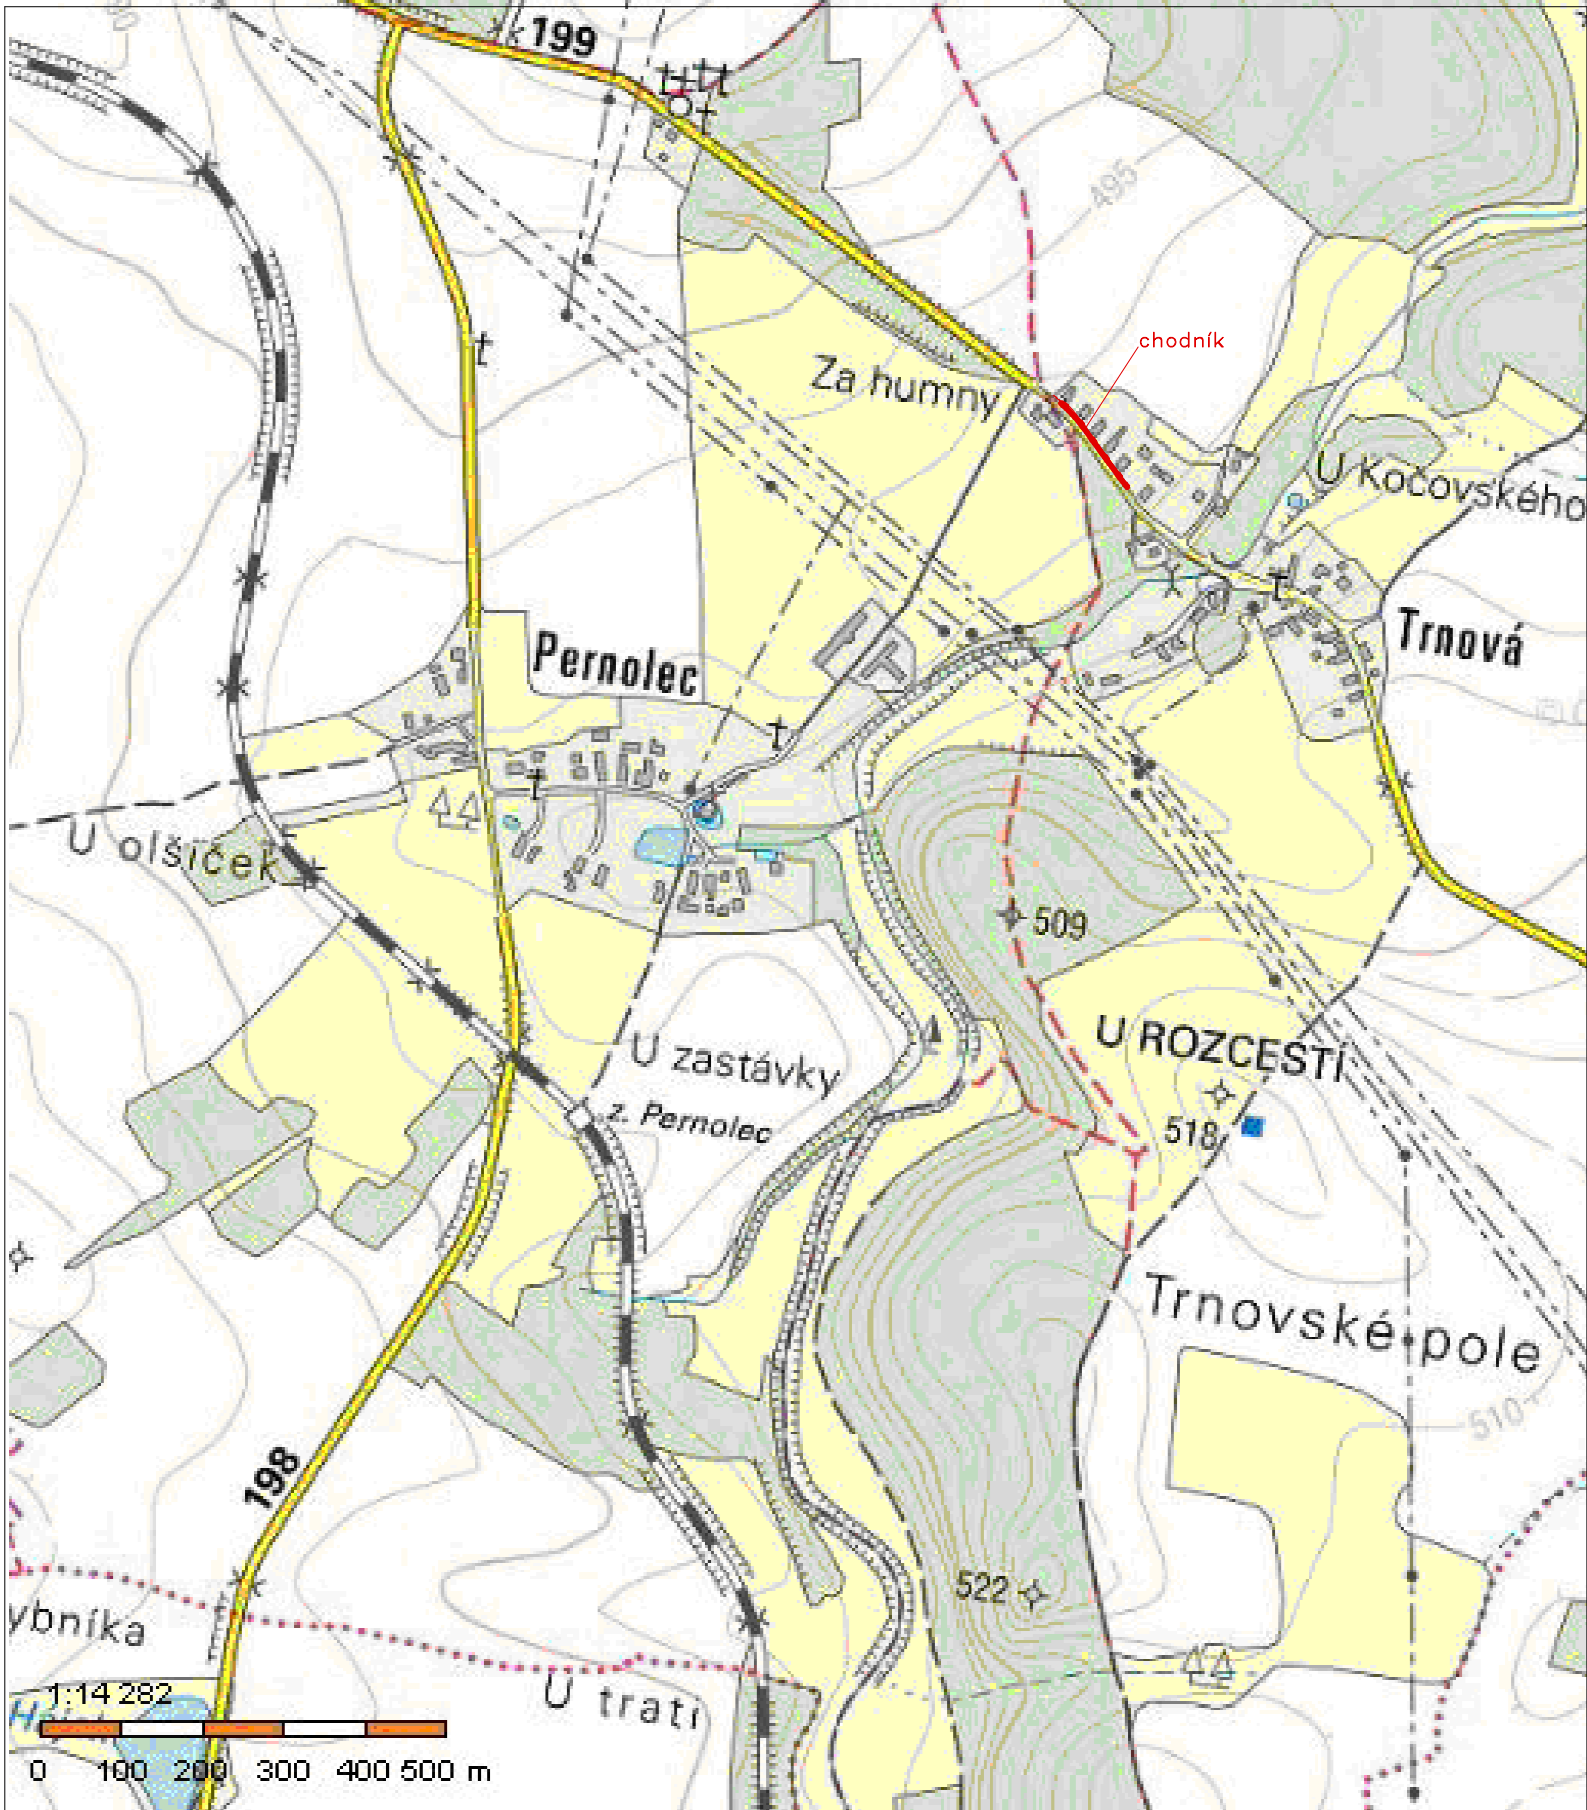 199
495
chodník
Za humny
U Kočovského
Trnová
Pernolec
U olšiček
509
U zastávky
U ROZCESTÍ
z. Pernolec
518
Trnovské pole
510
198
522
ybníka
U trati
1:14 282
0 100 200 300 400 500 m